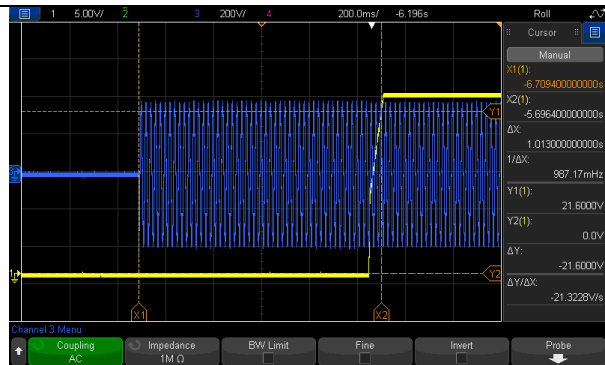 1 5.00V/ 2 3 200V/ 4 200.0ms/ -6.196s Roll
Cursor
Manual
X1(1):
-6.709400000000s
X2(1):
-5.696400000000s
ΔX:
1.013000000000s
1/ΔX:
987.17mHz
Y1(1):
21.6000V
Y2(1):
0.0V
ΔY:
-21.6000V
ΔY/ΔX:
-21.3228V/s
Y1
3
1
Y2
X1 X2
Channel 3 Menu
Coupling Impedance BW Limit Fine Invert Probe
AC 1M Ω